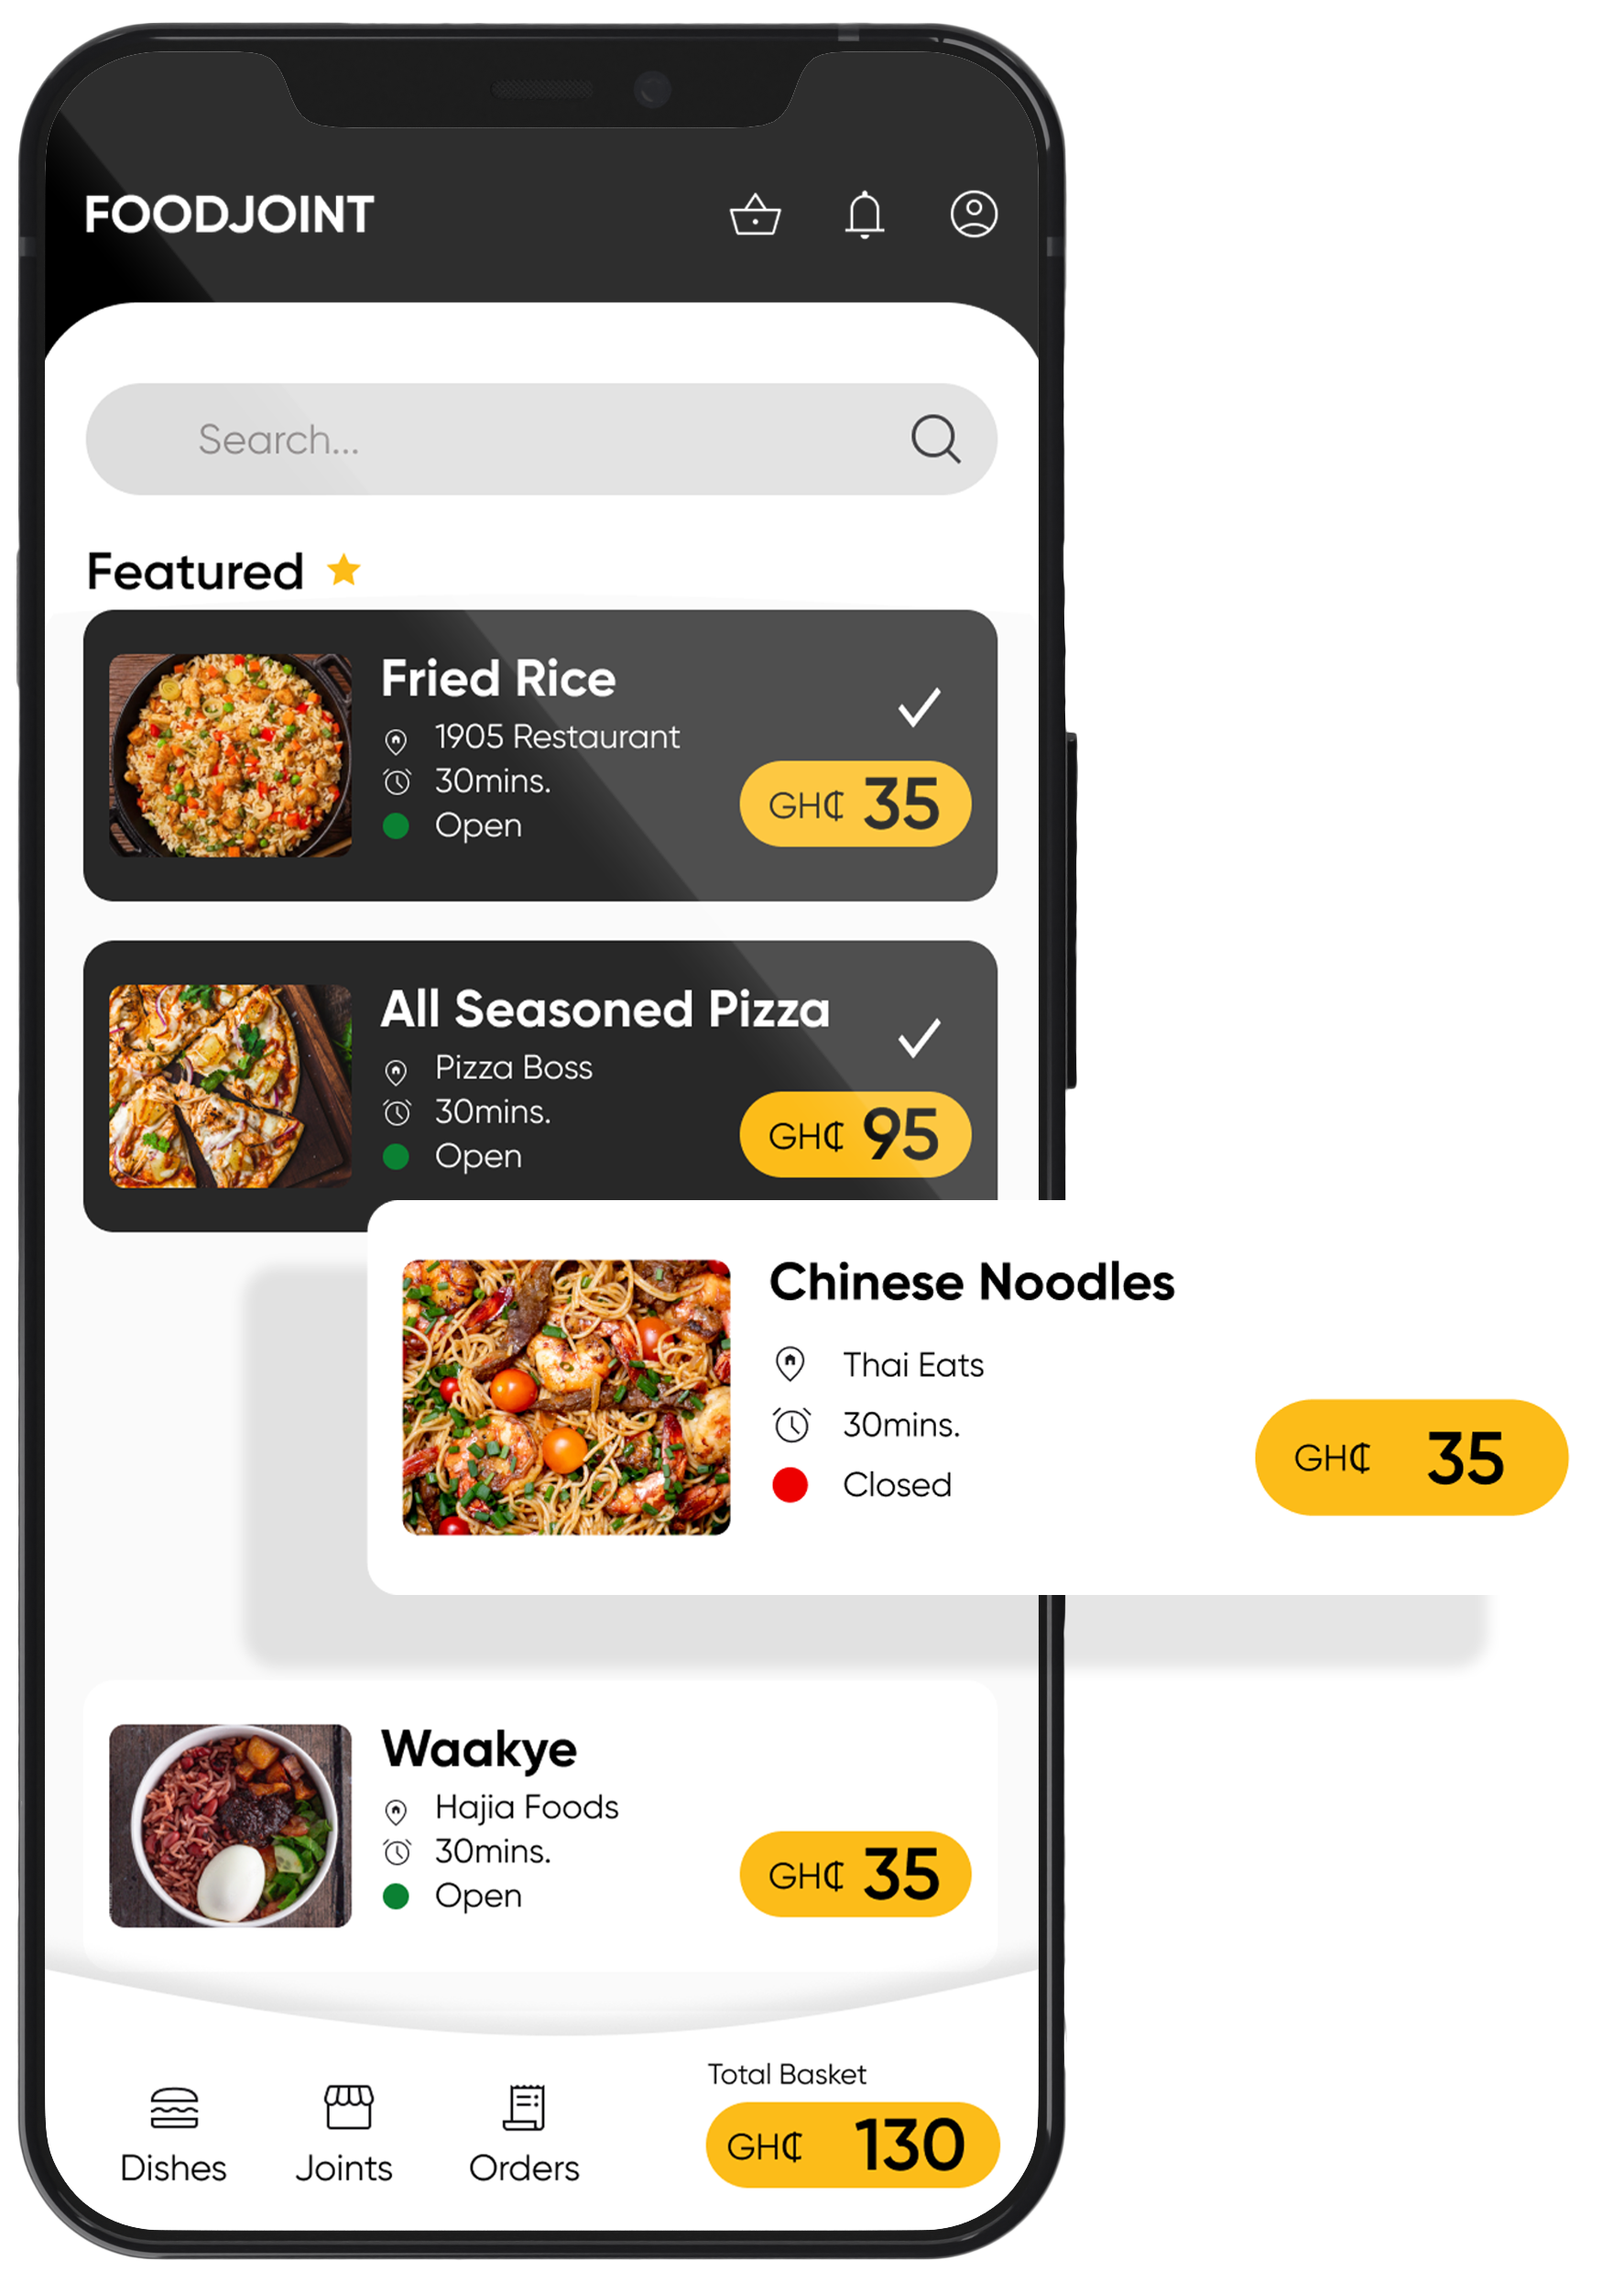 FOODJOINT
Search...
Featured
Fried Rice
1905 Restaurant
30mins.
Open
GH₵ 35
All Seasoned Pizza
Pizza Boss
30mins.
Open
GH₵ 95
Chinese Noodles
Thai Eats
30mins.
Closed
GH₵ 35
Waakye
Hajia Foods
30mins.
Open
GH₵ 35
Total Basket
GH₵ 130
Dishes
Joints
Orders